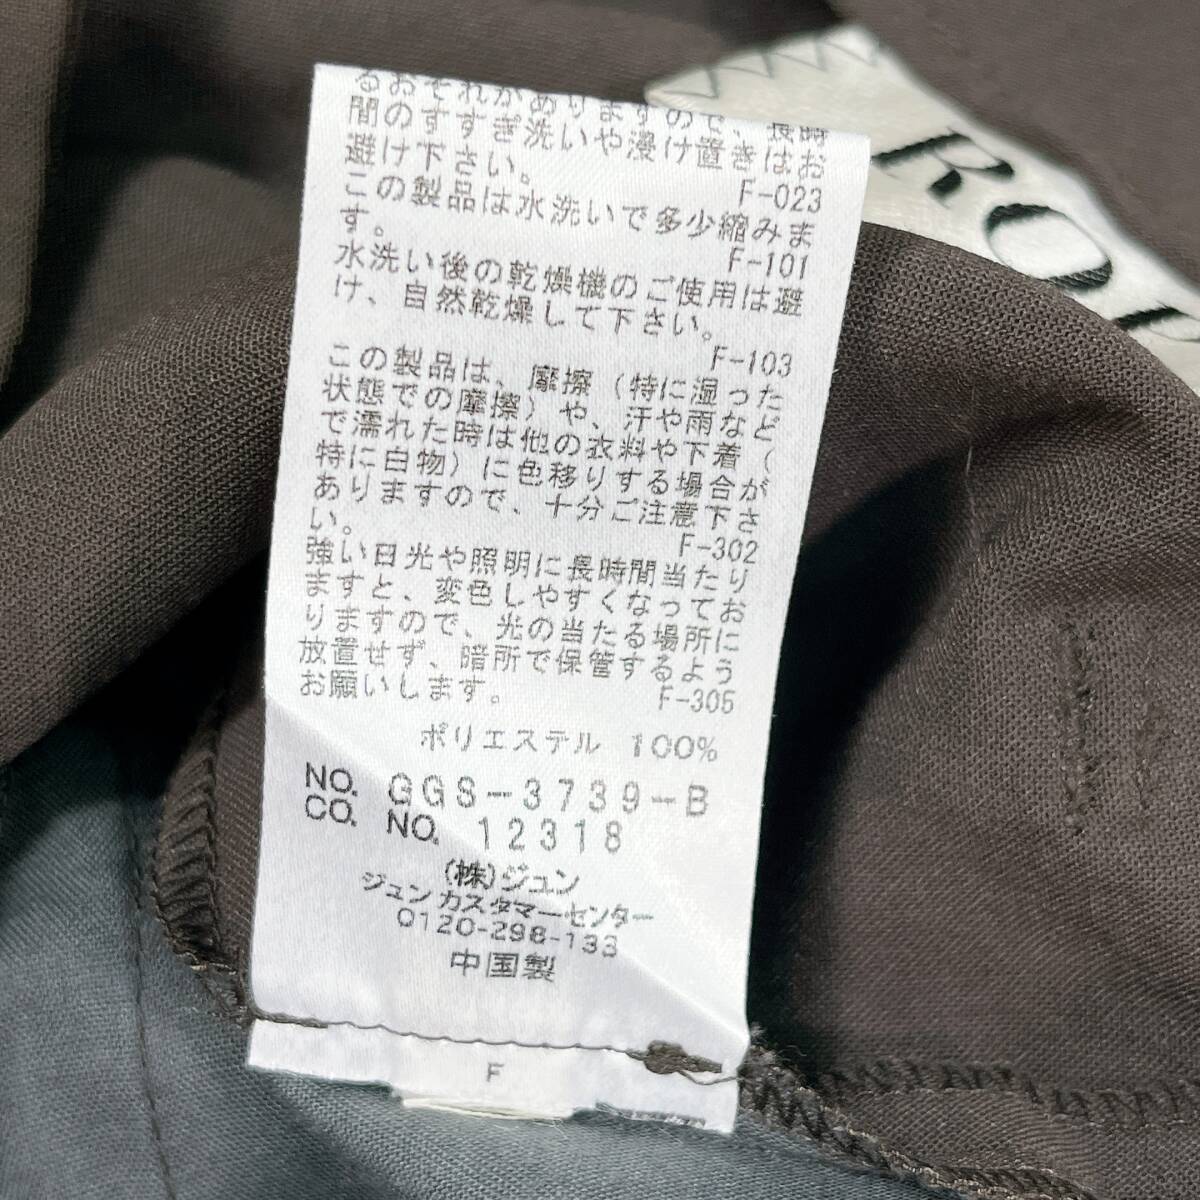 るおそれがありますので、長時
間のすすぎ洗いや浸け置きはお
避け下さい。
F-023
この製品は水洗いで多少縮みま
す。
F-101
水洗い後の乾燥機のご使用は避
け、自然乾燥して下さい。
F-103
この製品は、摩擦（特に湿った
状態での摩擦）や、汗や雨など
で濡れた時は他の衣料や下着（
特に白物）に色移りする場合が
ありますので、十分ご注意下さ
い。
F-302
強い日光や照明に長時間当たり
ますと、変色しやすくなってお
りますので、光の当たる場所に
放置せず、暗所で保管するよう
お願いします。
F-305
ポリエステル 100%
NO. GGS-3739-B
CO. NO. 12318
(株)ジュン
ジュンカスタマーセンター
0120-298-133
中国製
F